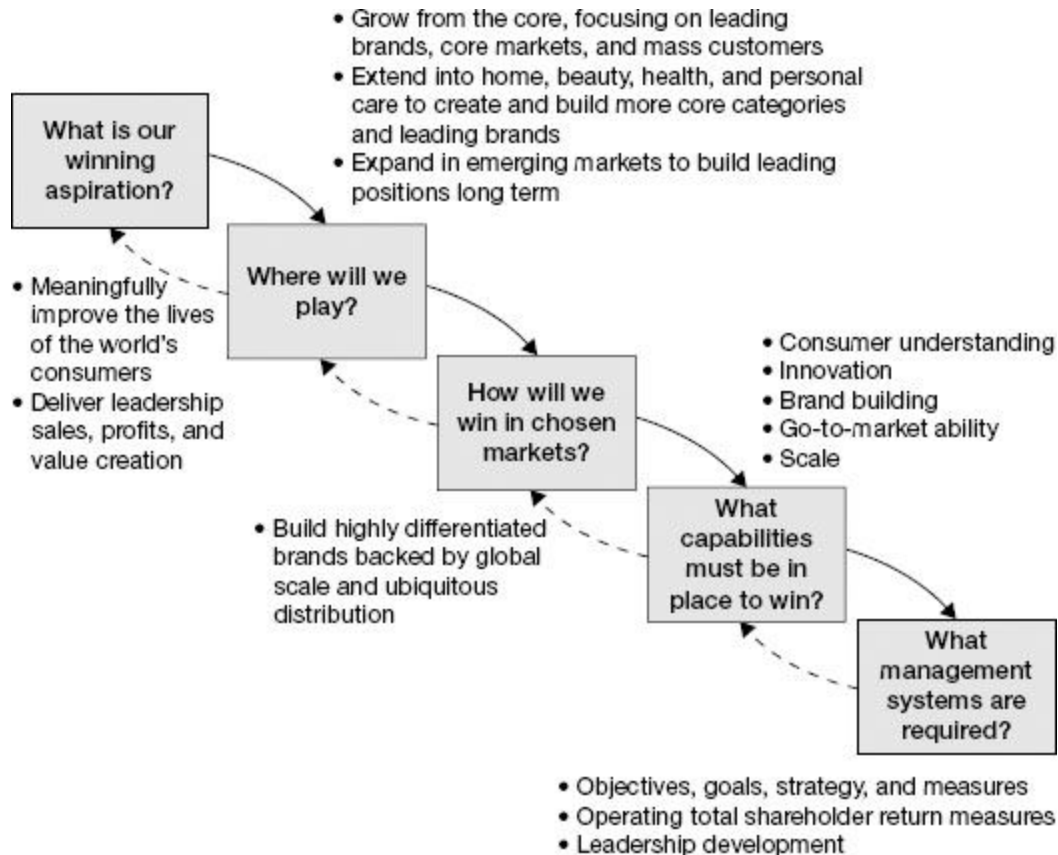 • Grow from the core, focusing on leading
brands, core markets, and mass customers
• Extend into home, beauty, health, and personal
care to create and build more core categories
and leading brands
• Expand in emerging markets to build leading
positions long term
What is our
winning
aspiration?
• Meaningfully
improve the lives
of the world's
consumers
• Deliver leadership
sales, profits, and
value creation
Where will we
play?
How will we
win in chosen
markets?
• Build highly differentiated
brands backed by global
scale and ubiquitous
distribution
• Consumer understanding
• Innovation
• Brand building
• Go-to-market ability
• Scale
What
capabilities
must be in
place to win?
What
management
systems are
required?
• Objectives, goals, strategy, and measures
• Operating total shareholder return measures
• Leadership development